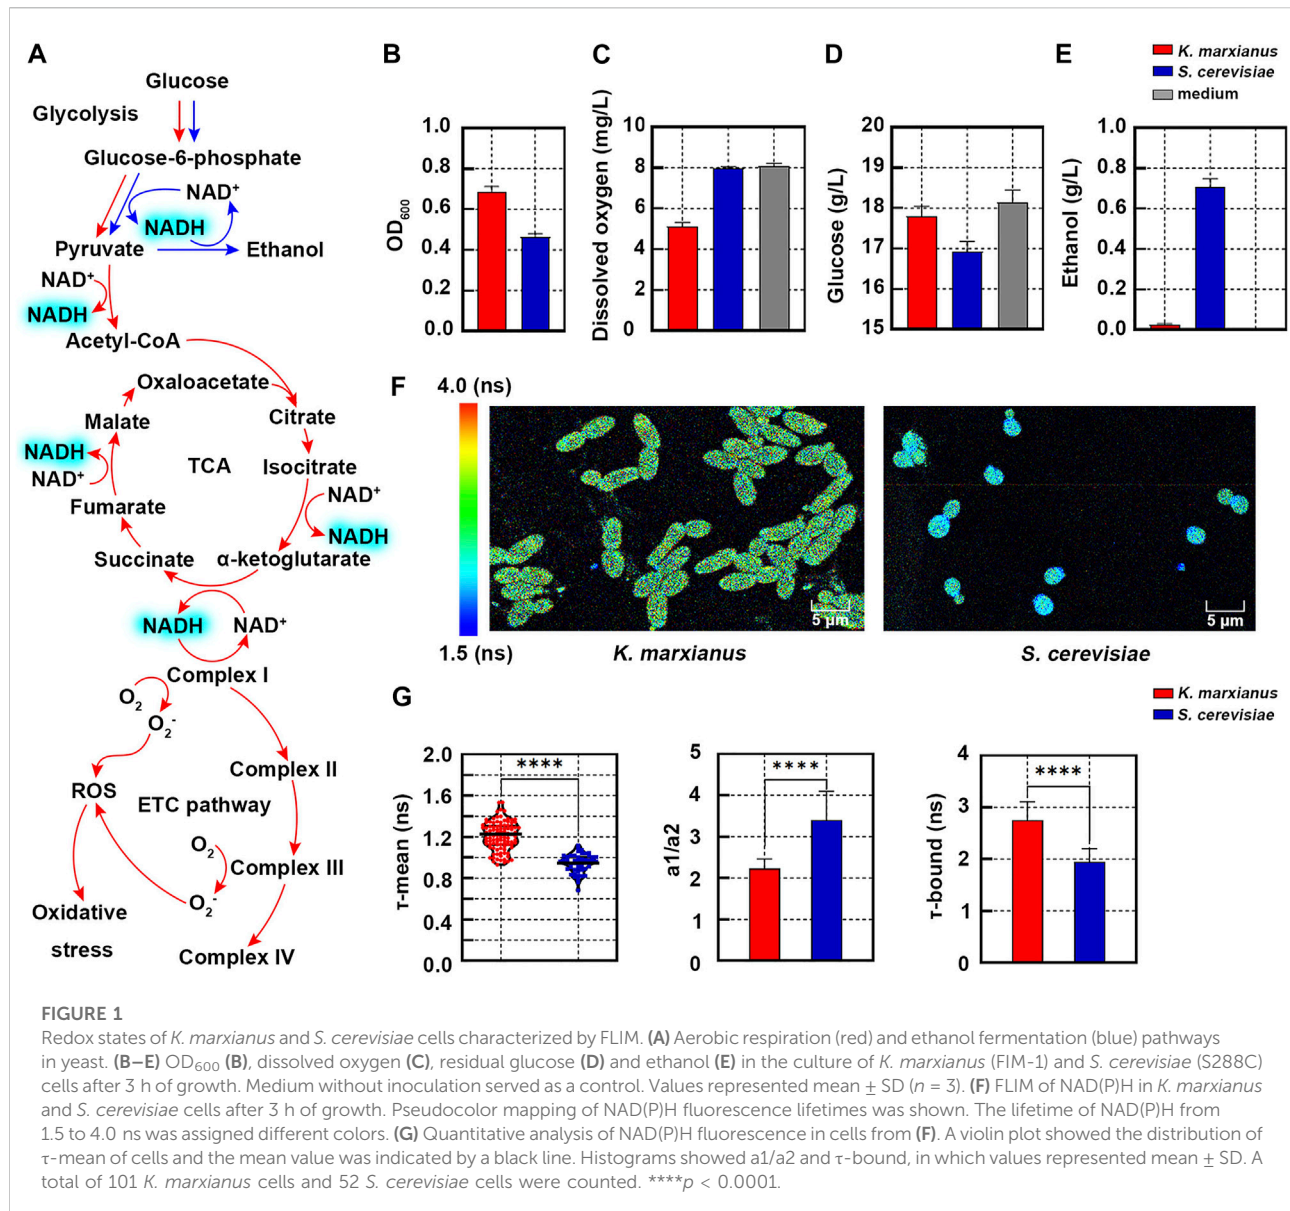 A
Glucose
Glycolysis
Glucose-6-phosphate
NAD⁺
NADH
Pyruvate
Ethanol
NAD⁺
NADH
Acetyl-CoA
Oxaloacetate
Malate
Citrate
NADH
TCA
Isocitrate
NAD⁺
NAD⁺
Fumarate
NADH
Succinate
α-ketoglutarate
NADH
NAD⁺
Complex I
O₂
O₂⁻
Complex II
ROS
ETC pathway
O₂
Complex III
O₂⁻
Oxidative
stress
Complex IV
B
OD₆₀₀
1.0
0.8
0.6
0.4
0.2
0.0
C
Dissolved oxygen (mg/L)
10
8
6
4
2
0
D
Glucose (g/L)
20
19
18
17
16
15
E
K. marxianus
S. cerevisiae
medium
Ethanol (g/L)
1.0
0.8
0.6
0.4
0.2
0.0
F
4.0 (ns)
1.5 (ns)
5 µm
5 µm
K. marxianus
S. cerevisiae
G
K. marxianus
S. cerevisiae
τ-mean (ns)
2.0
1.6
1.2
0.8
0.4
0.0
****
a1/a2
5
4
3
2
1
0
****
τ-bound (ns)
4
3
2
1
0
****
FIGURE 1
Redox states of K. marxianus and S. cerevisiae cells characterized by FLIM. (A) Aerobic respiration (red) and ethanol fermentation (blue) pathways
in yeast. (B–E) OD₆₀₀ (B), dissolved oxygen (C), residual glucose (D) and ethanol (E) in the culture of K. marxianus (FIM-1) and S. cerevisiae (S288C)
cells after 3 h of growth. Medium without inoculation served as a control. Values represented mean ± SD (n = 3). (F) FLIM of NAD(P)H in K. marxianus
and S. cerevisiae cells after 3 h of growth. Pseudocolor mapping of NAD(P)H fluorescence lifetimes was shown. The lifetime of NAD(P)H from
1.5 to 4.0 ns was assigned different colors. (G) Quantitative analysis of NAD(P)H fluorescence in cells from (F). A violin plot showed the distribution of
τ-mean of cells and the mean value was indicated by a black line. Histograms showed a1/a2 and τ-bound, in which values represented mean ± SD. A
total of 101 K. marxianus cells and 52 S. cerevisiae cells were counted. ****p < 0.0001.